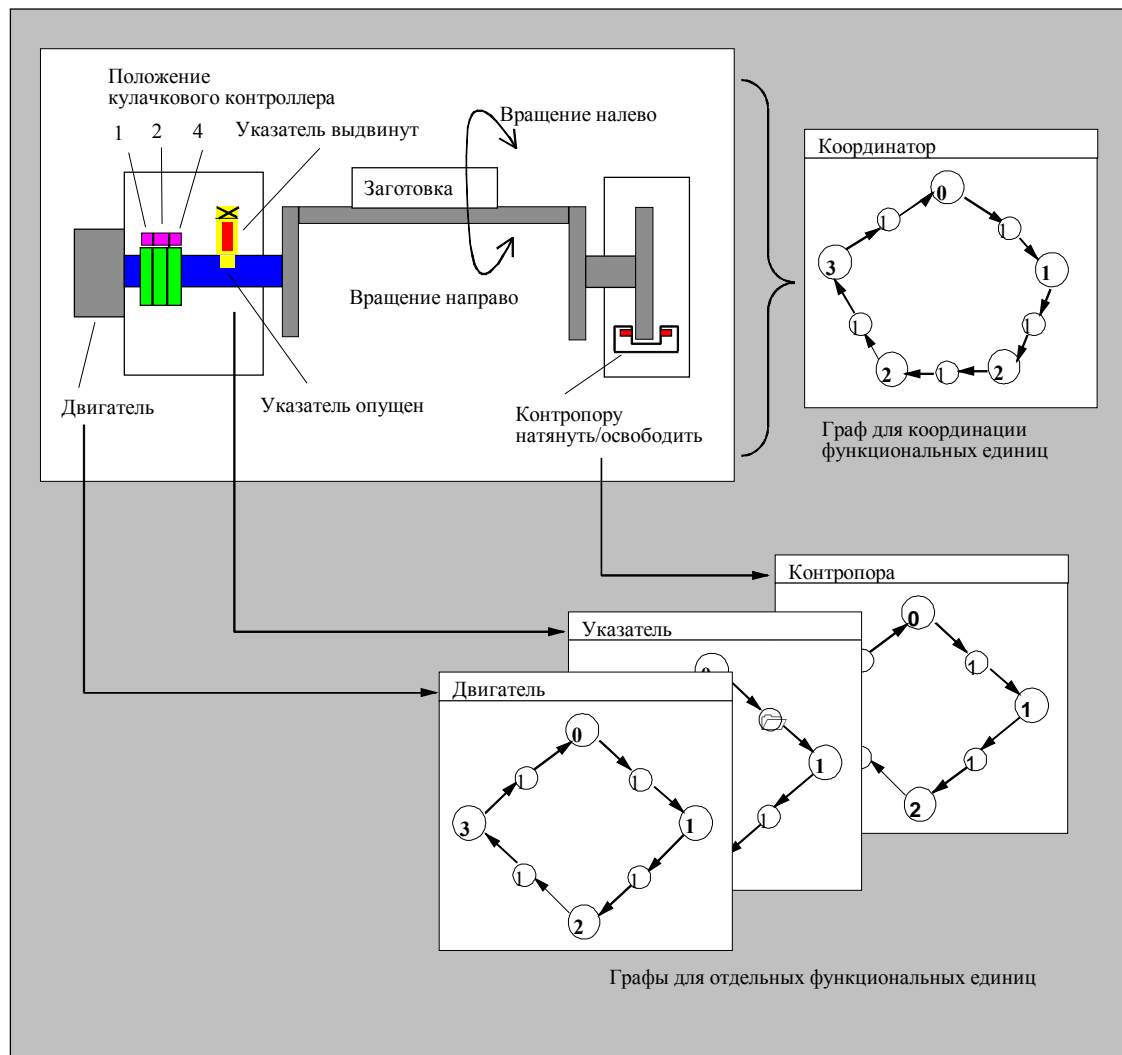 Положение
кулачкового контроллера
1 2 4
Указатель выдвинут
Вращение налево
Заготовка
Вращение направо
Двигатель
Указатель опущен
Контропору
натянуть/освободить
Координатор
0
1
1
1
1
2
1
2
1
3
1
Граф для координации
функциональных единиц
Контропора
0
1
1
1
2
Указатель
0
1
1
Двигатель
0
1
1
1
2
1
3
1
Графы для отдельных функциональных единиц